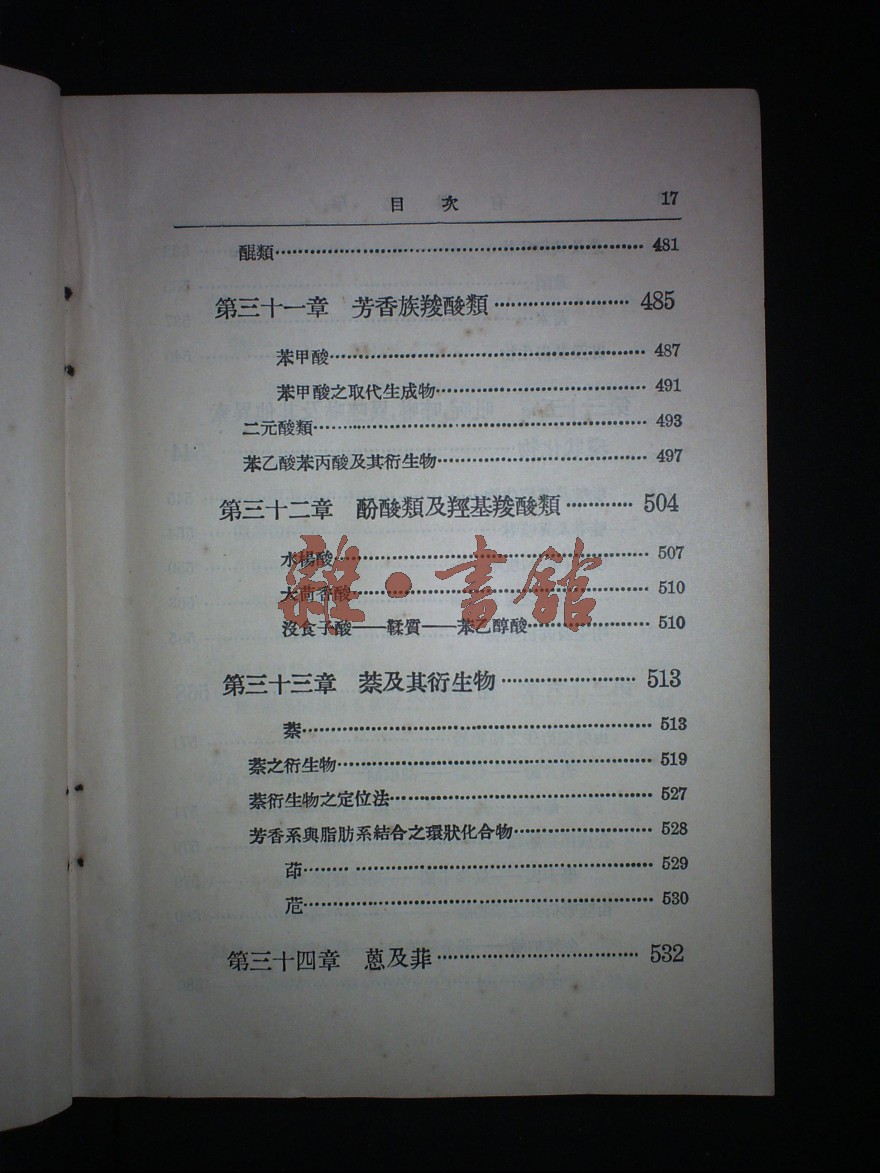 目 次 17
醌類 481
第三十一章 芳香族羧酸類 485
苯甲酸 487
苯甲酸之取代生成物 491
二元酸類 493
苯乙酸苯丙酸及其衍生物 497
第三十二章 酚酸類及羥基羧酸類 504
水楊酸 507
大茴香酸 510
沒食子酸——鞣質——苯乙醇酸 510
雜·書館
第三十三章 萘及其衍生物 513
萘 513
萘之衍生物 519
萘衍生物之定位法 527
芳香系與脂肪系結合之環狀化合物 528
茚 529
苊 530
第三十四章 蒽及菲 532